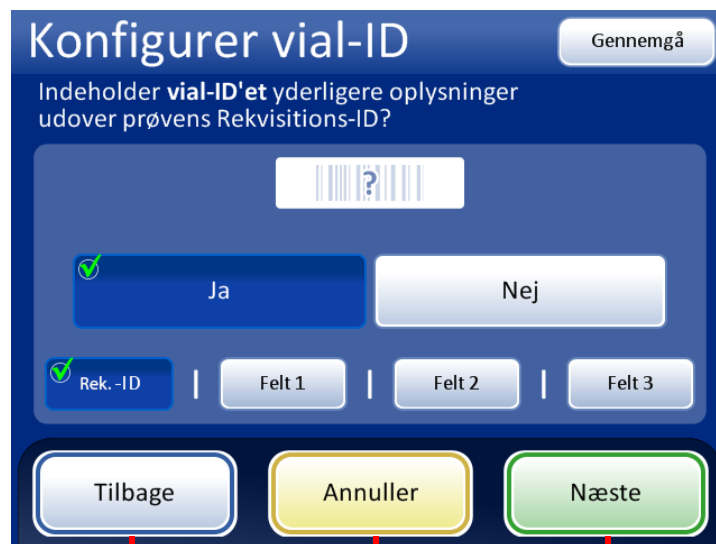 Konfigurer vial-ID
Gennemgå
Indeholder vial-ID'et yderligere oplysninger
udover prøvens Rekvisitions-ID?
?
Ja
Nej
Rek.-ID | Felt 1 | Felt 2 | Felt 3
Tilbage
Annuller
Næste